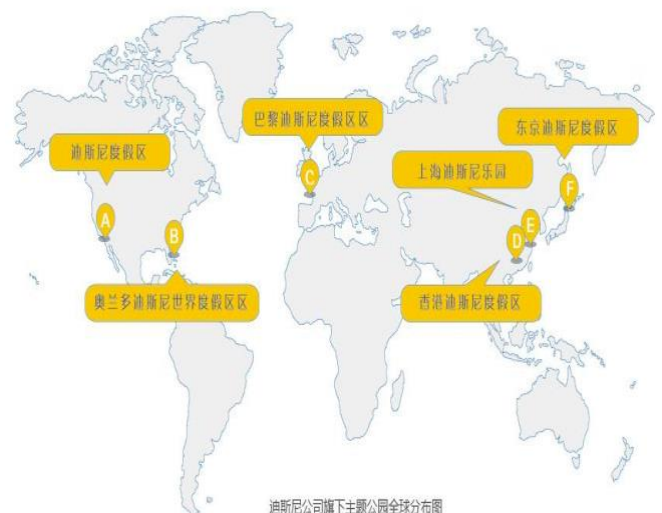 巴黎迪斯尼度假区区
东京迪斯尼度假区
迪斯尼度假区
上海迪斯尼乐园
C
F
A
B
E
D
奥兰多迪斯尼世界度假区区
香港迪斯尼度假区
迪斯尼公司旗下主题公园全球分布图